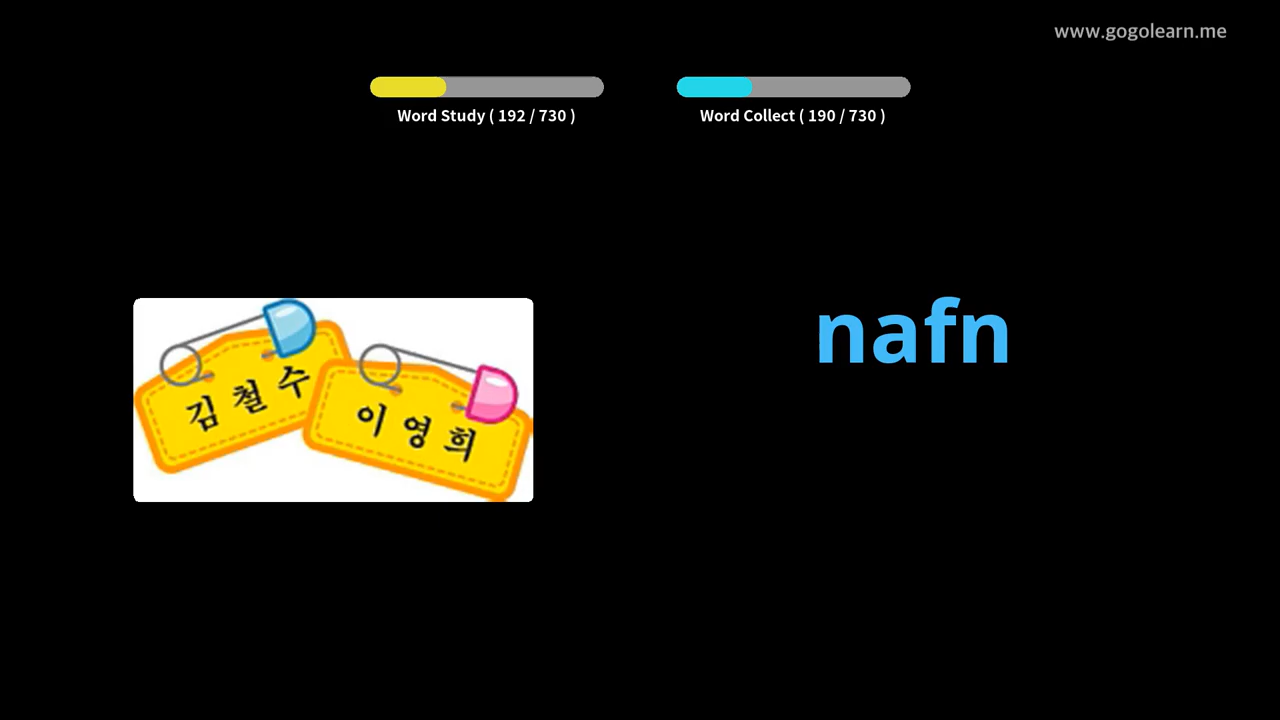 www.gogolearn.me
Word Study ( 192 / 730 )
Word Collect ( 190 / 730 )
김철수
이영희
nafn